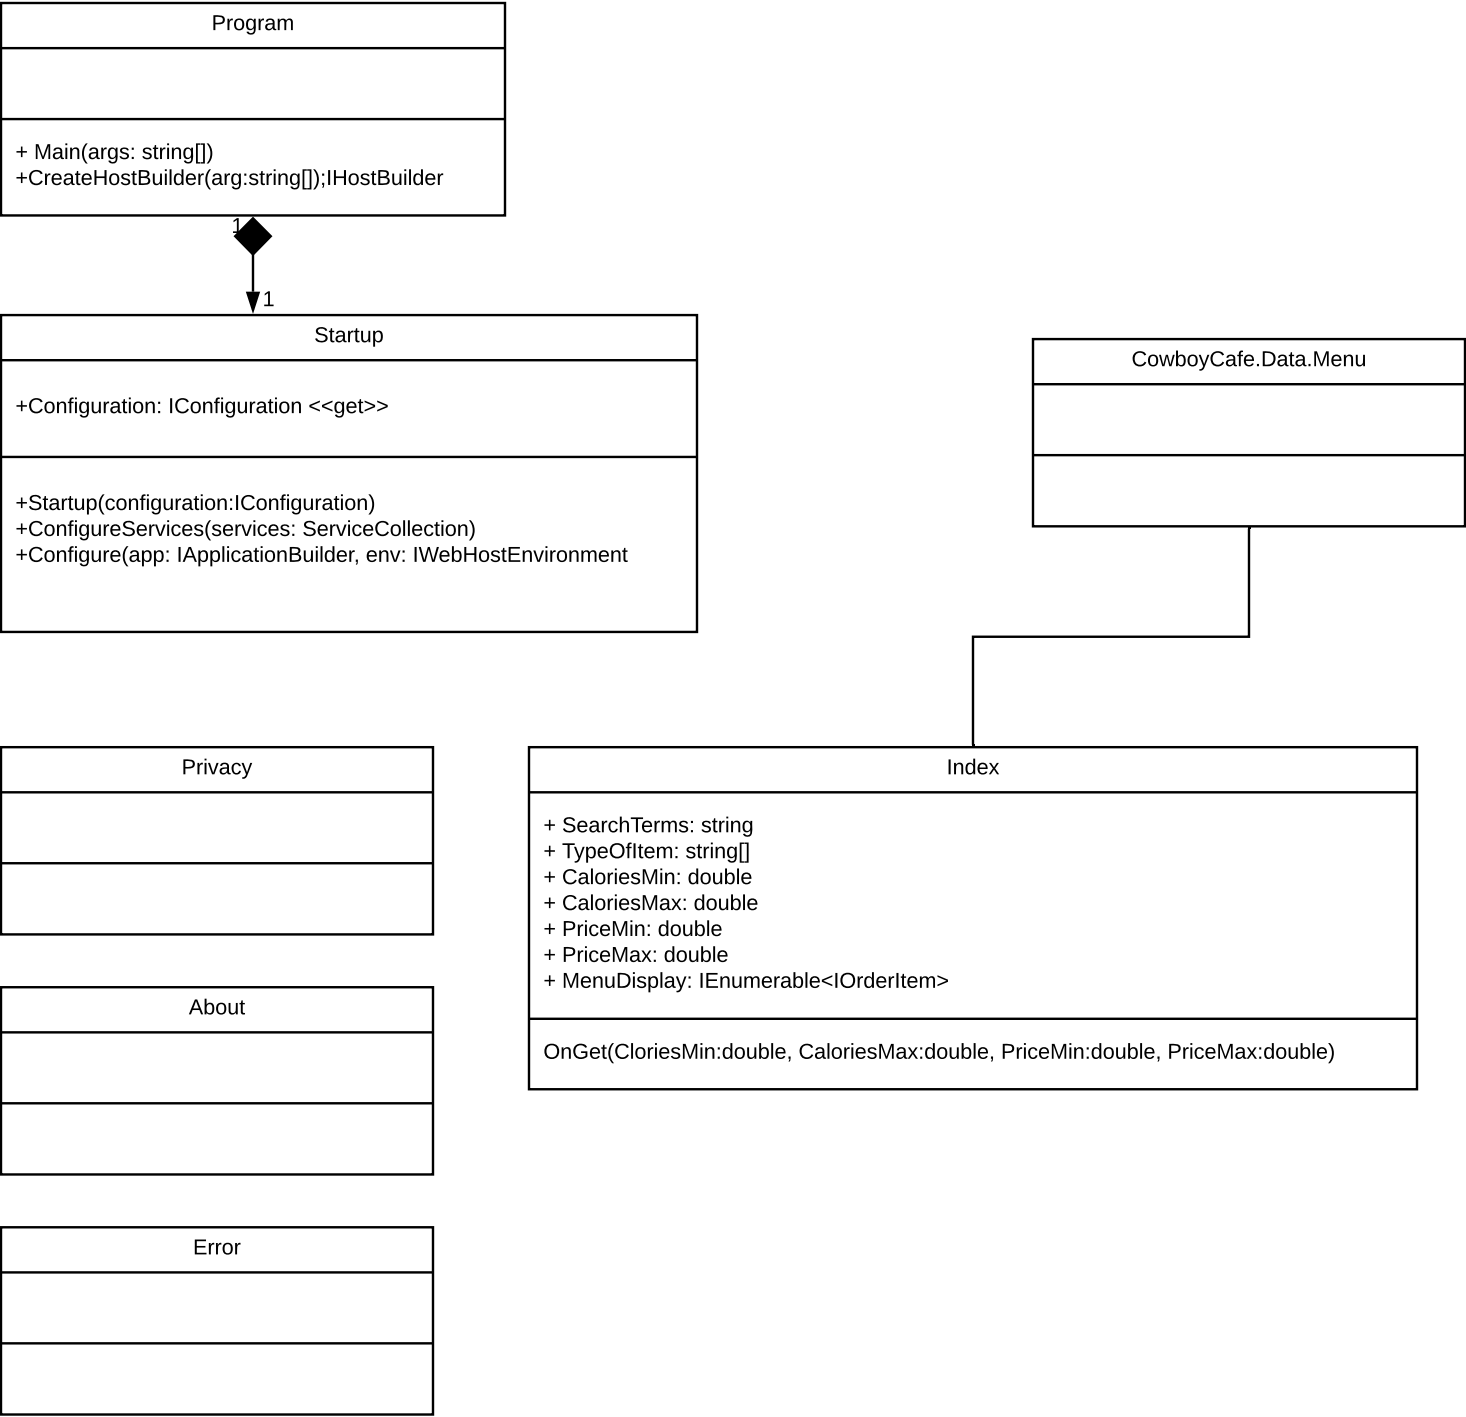 Program
+ Main(args: string[])
+CreateHostBuilder(arg:string[]);IHostBuilder
1
1
Startup
+Configuration: IConfiguration <<get>>
+Startup(configuration:IConfiguration)
+ConfigureServices(services: ServiceCollection)
+Configure(app: IApplicationBuilder, env: IWebHostEnvironment
CowboyCafe.Data.Menu
Privacy
Index
+ SearchTerms: string
+ TypeOfItem: string[]
+ CaloriesMin: double
+ CaloriesMax: double
+ PriceMin: double
+ PriceMax: double
+ MenuDisplay: IEnumerable<IOrderItem>
OnGet(CloriesMin:double, CaloriesMax:double, PriceMin:double, PriceMax:double)
About
Error